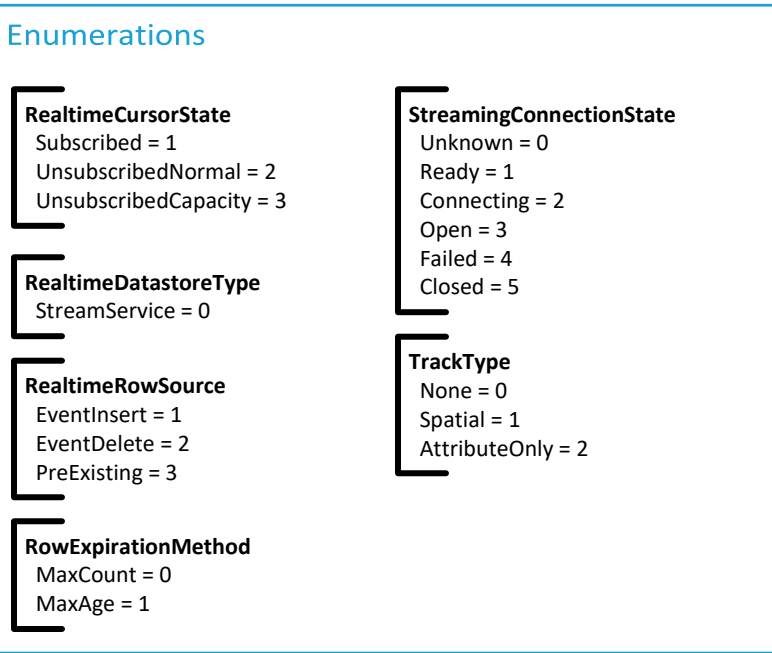 Enumerations
RealtimeCursorState
Subscribed = 1
UnsubscribedNormal = 2
UnsubscribedCapacity = 3
RealtimeDatastoreType
StreamService = 0
RealtimeRowSource
EventInsert = 1
EventDelete = 2
PreExisting = 3
RowExpirationMethod
MaxCount = 0
MaxAge = 1
StreamingConnectionState
Unknown = 0
Ready = 1
Connecting = 2
Open = 3
Failed = 4
Closed = 5
TrackType
None = 0
Spatial = 1
AttributeOnly = 2